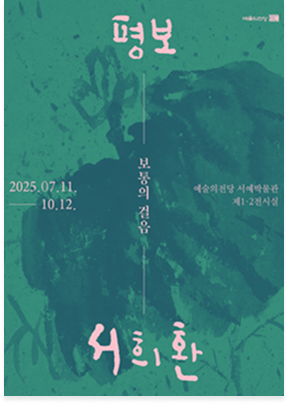 평보
보통의 걸음
2025.07.11.
10.12.
예술의전당 서예박물관
제1·2전시실
서희환